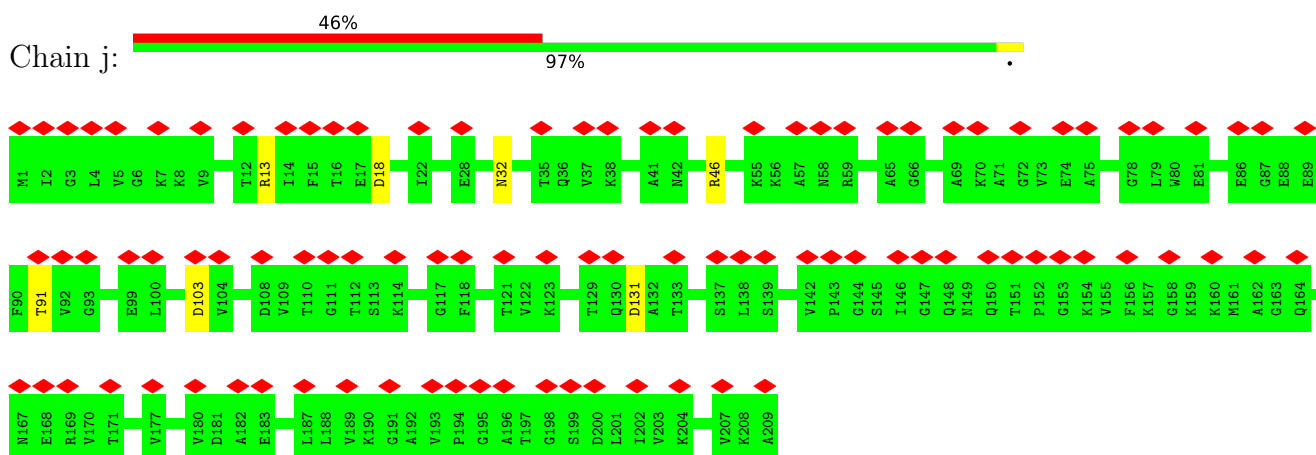 46%
Chain j:
97%
•
M1 I2 G3 L4 V5 G6 K7 K8 V9 T12 R13 I14 F15 T16 E17 D18 I22 E28 N32 T35 Q36 V37 K38 A41 N42 R46 K55 K56 A57 N58 R59 A65 G66 A69 K70 A71 G72 V73 E74 A75 G78 L79 W80 E81 E86 G87 E88 E89
F90 T91 V92 G93 E99 L100 D103 V104 D108 V109 T110 G111 T112 S113 K114 G117 F118 T121 V122 K123 T129 Q130 D131 A132 T133 S137 L138 S139 V142 P143 G144 S145 I146 G147 Q148 N149 Q150 T151 P152 G153 K154 V155 F156 K157 G158 K159 K160 M161 A162 G163 Q164
N167 E168 R169 V170 T171 V177 V180 D181 A182 E183 L187 L188 V189 K190 G191 A192 V193 P194 G195 A196 T197 G198 S199 D200 L201 I202 V203 K204 V207 K208 A209